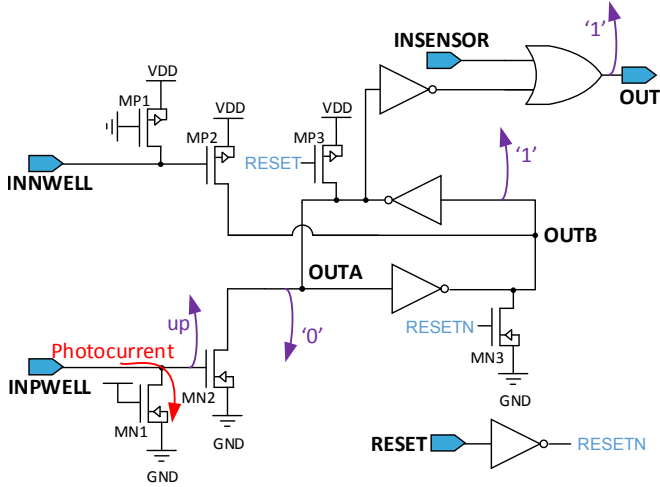 INSENSOR
'1'
OUT
VDD
MP1
VDD
MP2
VDD
MP3
RESET
INNWELL
'1'
OUTB
OUTA
up
'0'
RESETN
MN3
GND
Photocurrent
INPWELL
MN2
MN1
GND
GND
RESET
RESETN